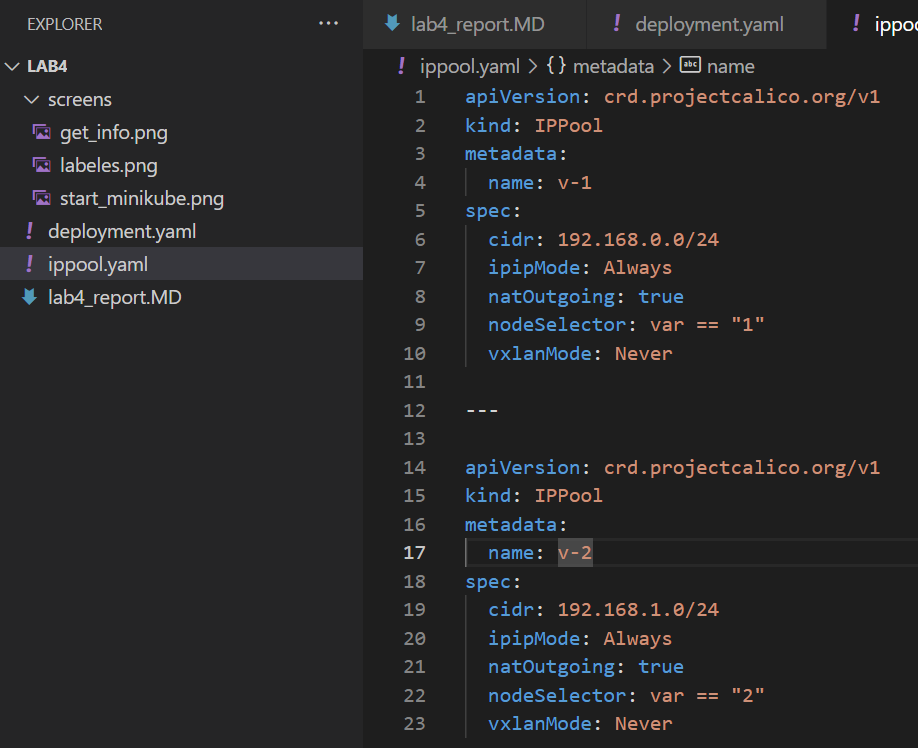 EXPLORER ...
LAB4
screens
get_info.png
labeles.png
start_minikube.png
! deployment.yaml
! ippool.yaml
lab4_report.MD
lab4_report.MD ! deployment.yaml ! ippoo
! ippool.yaml > {} metadata > abc name
1 apiVersion: crd.projectcalico.org/v1
2 kind: IPPool
3 metadata:
4 name: v-1
5 spec:
6 cidr: 192.168.0.0/24
7 ipipMode: Always
8 natOutgoing: true
9 nodeSelector: var == "1"
10 vxlanMode: Never
11
12 ---
13
14 apiVersion: crd.projectcalico.org/v1
15 kind: IPPool
16 metadata:
17 name: v-2
18 spec:
19 cidr: 192.168.1.0/24
20 ipipMode: Always
21 natOutgoing: true
22 nodeSelector: var == "2"
23 vxlanMode: Never